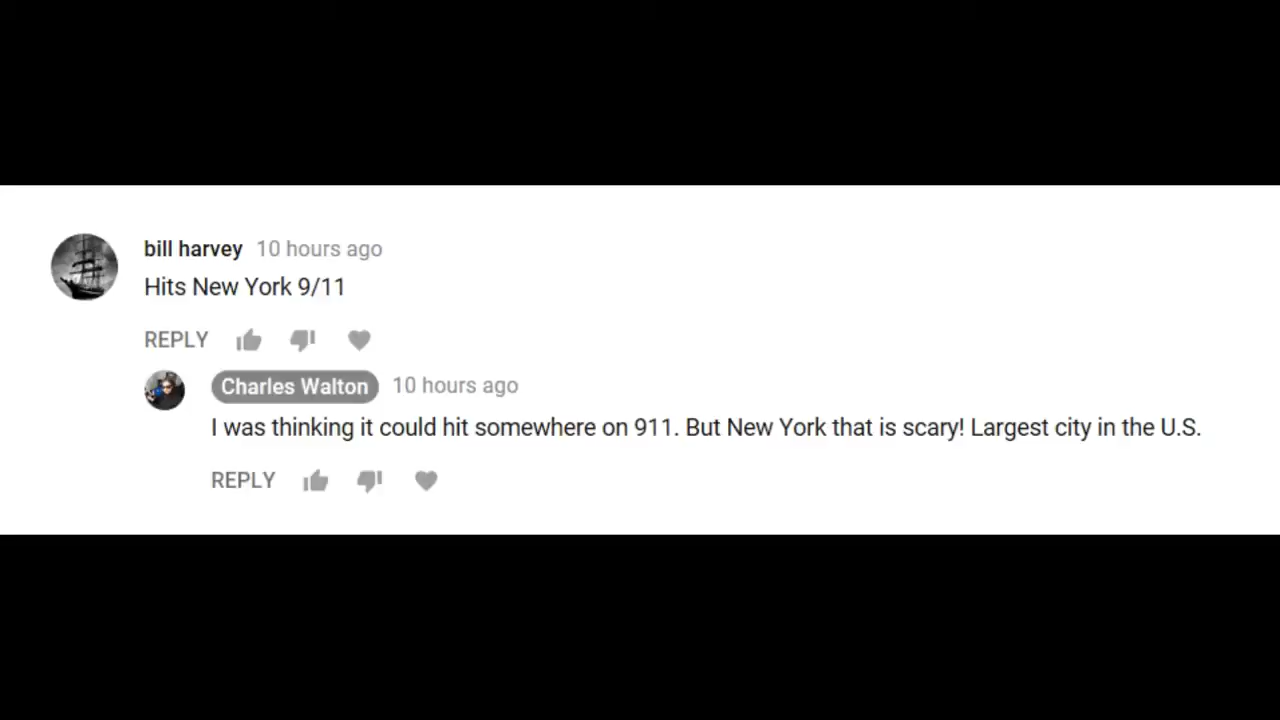 bill harvey 10 hours ago
Hits New York 9/11
REPLY
Charles Walton 10 hours ago
I was thinking it could hit somewhere on 911. But New York that is scary! Largest city in the U.S.
REPLY